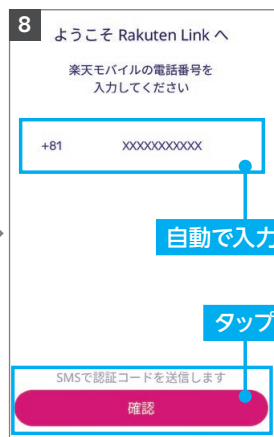 8
ようこそ Rakuten Link へ
楽天モバイルの電話番号を
入力してください
+81 XXXXXXXXXXX
自動で入力
タップ
SMSで認証コードを送信します
確認